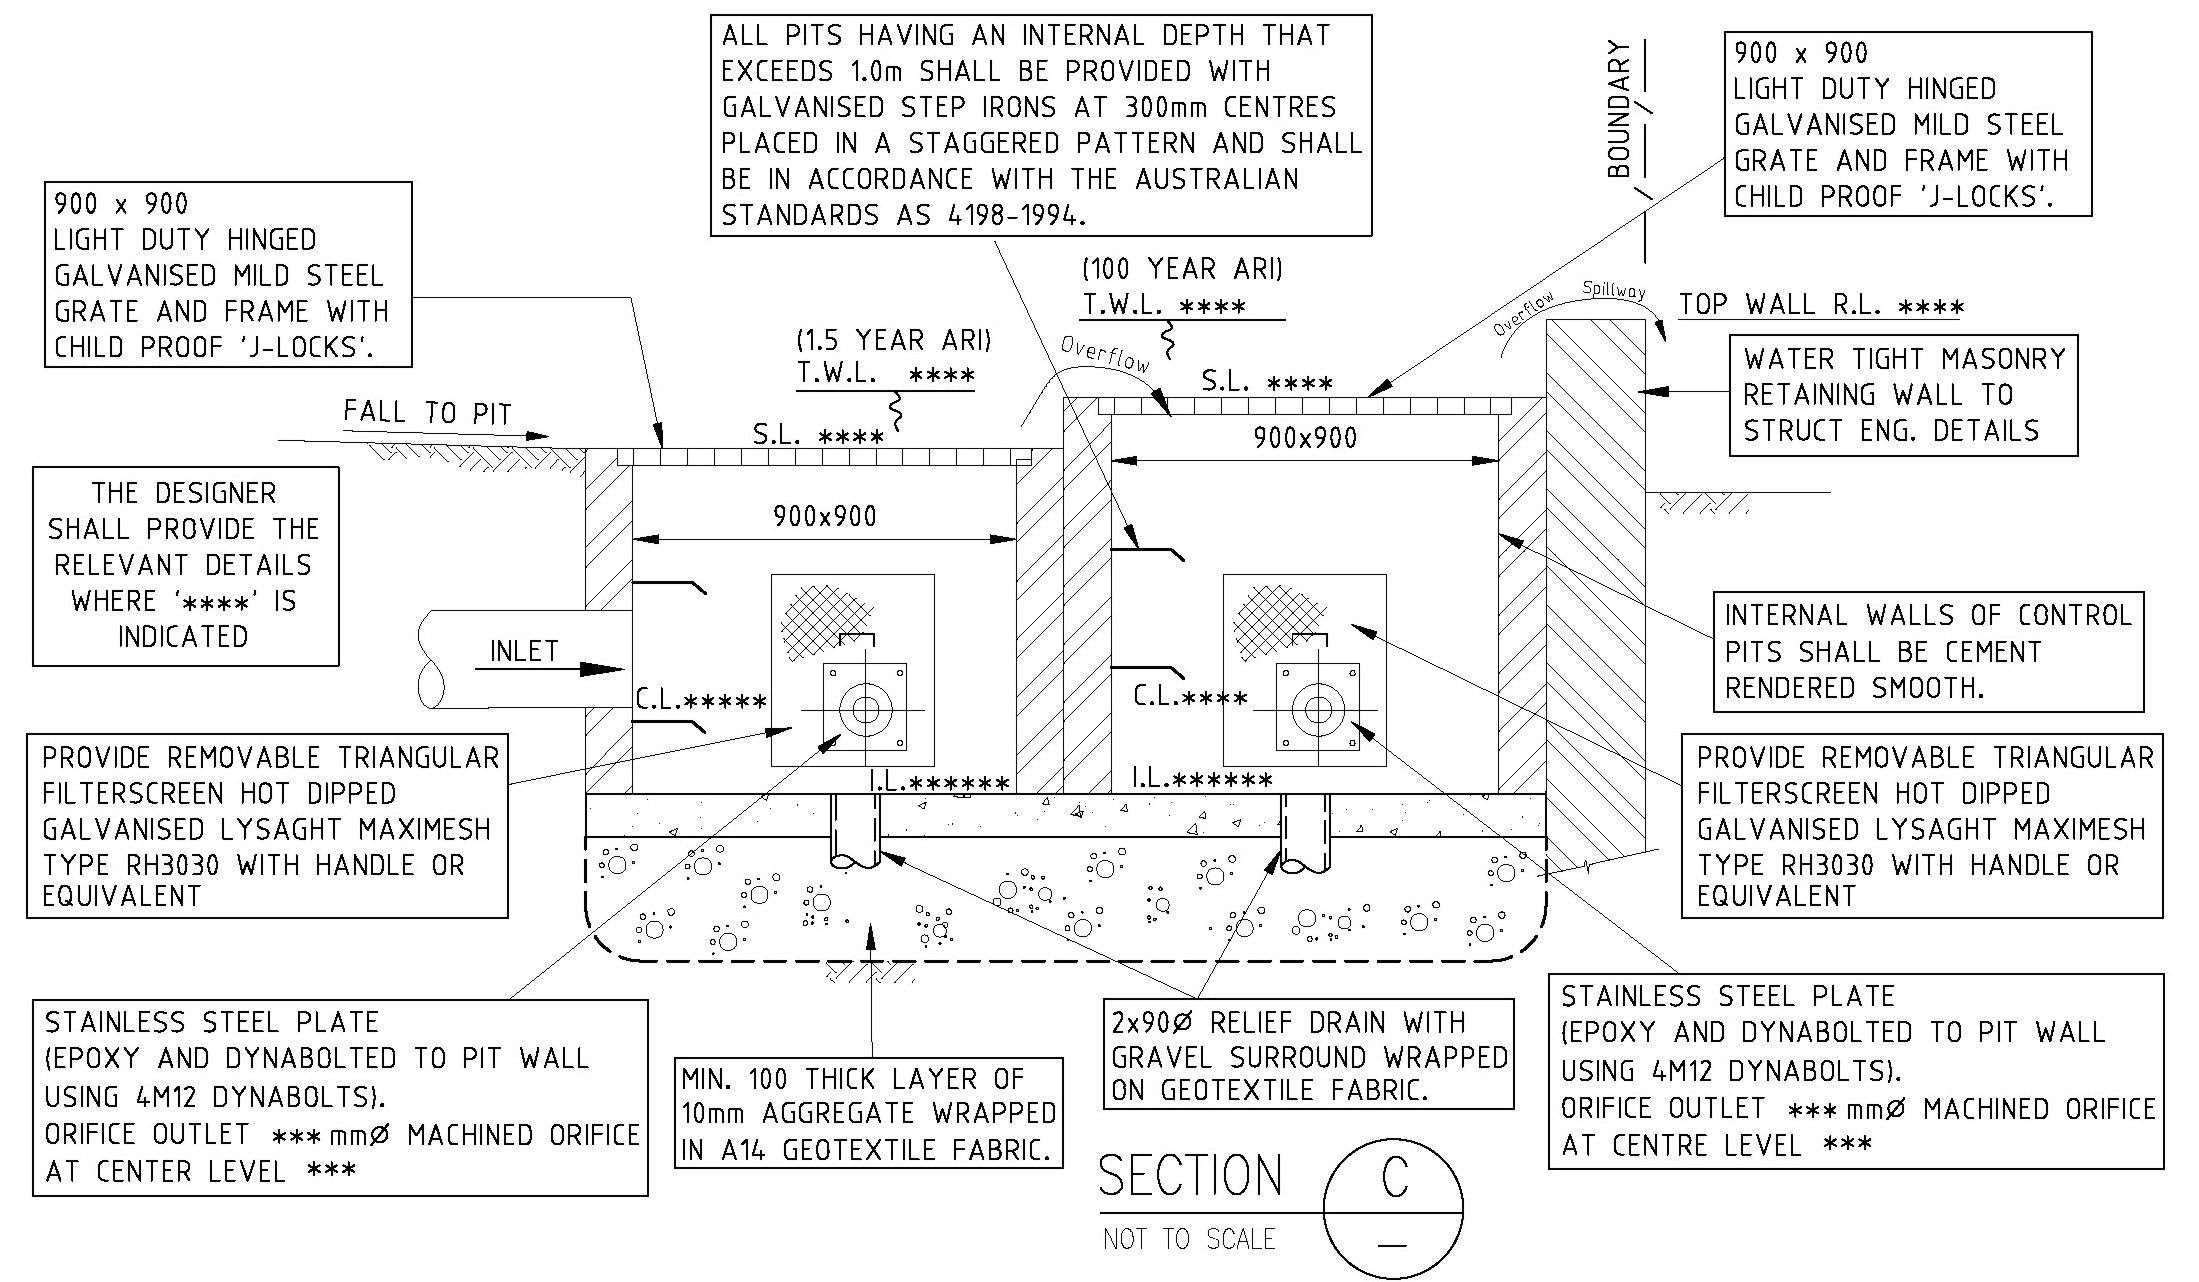 ALL PITS HAVING AN INTERNAL DEPTH THAT
EXCEEDS 1.0m SHALL BE PROVIDED WITH
GALVANISED STEP IRONS AT 300mm CENTRES
PLACED IN A STAGGERED PATTERN AND SHALL
BE IN ACCORDANCE WITH THE AUSTRALIAN
STANDARDS AS 4198-1994.
BOUNDARY
900 x 900
LIGHT DUTY HINGED
GALVANISED MILD STEEL
GRATE AND FRAME WITH
CHILD PROOF 'J-LOCKS'.
900 x 900
LIGHT DUTY HINGED
GALVANISED MILD STEEL
GRATE AND FRAME WITH
CHILD PROOF 'J-LOCKS'.
(100 YEAR ARI)
T.W.L. ****
(1.5 YEAR ARI)
T.W.L. ****
Overflow
Overflow Spillway
TOP WALL R.L. ****
WATER TIGHT MASONRY
RETAINING WALL TO
STRUCT ENG. DETAILS
FALL TO PIT
S.L. ****
S.L. ****
900x900
900x900
THE DESIGNER
SHALL PROVIDE THE
RELEVANT DETAILS
WHERE '****' IS
INDICATED
INLET
C.L.*****
C.L.****
I.L.******
I.L.******
INTERNAL WALLS OF CONTROL
PITS SHALL BE CEMENT
RENDERED SMOOTH.
PROVIDE REMOVABLE TRIANGULAR
FILTERSCREEN HOT DIPPED
GALVANISED LYSAGHT MAXIMESH
TYPE RH3030 WITH HANDLE OR
EQUIVALENT
PROVIDE REMOVABLE TRIANGULAR
FILTERSCREEN HOT DIPPED
GALVANISED LYSAGHT MAXIMESH
TYPE RH3030 WITH HANDLE OR
EQUIVALENT
STAINLESS STEEL PLATE
(EPOXY AND DYNABOLTED TO PIT WALL
USING 4M12 DYNABOLTS).
ORIFICE OUTLET ***mmØ MACHINED ORIFICE
AT CENTER LEVEL ***
MIN. 100 THICK LAYER OF
10mm AGGREGATE WRAPPED
IN A14 GEOTEXTILE FABRIC.
2x90Ø RELIEF DRAIN WITH
GRAVEL SURROUND WRAPPED
ON GEOTEXTILE FABRIC.
STAINLESS STEEL PLATE
(EPOXY AND DYNABOLTED TO PIT WALL
USING 4M12 DYNABOLTS).
ORIFICE OUTLET ***mmØ MACHINED ORIFICE
AT CENTRE LEVEL ***
SECTION C
NOT TO SCALE –